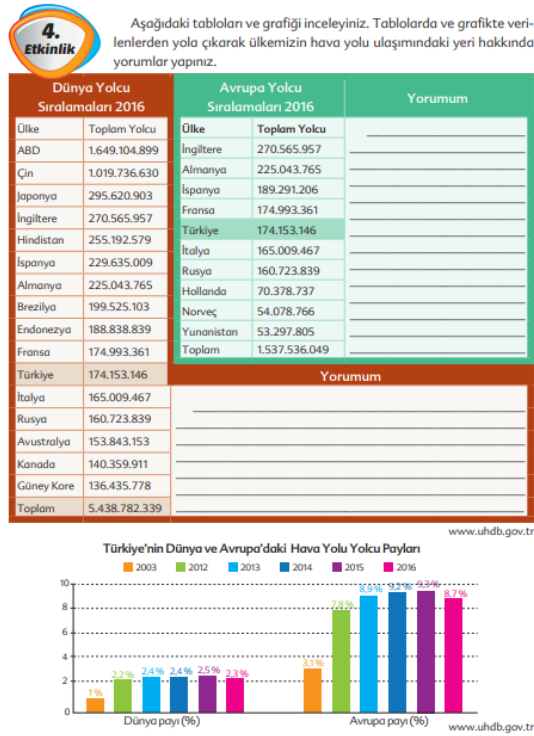 4.
Etkinlik
Aşağıdaki tabloları ve grafiği inceleyiniz. Tablolarda ve grafikte veri-
lenlerden yola çıkarak ülkemizin hava yolu ulaşımındaki yeri hakkında
yorumlar yapınız.
Dünya Yolcu
Sıralamaları 2016
Ülke Toplam Yolcu
ABD 1.649.104.899
Çin 1.019.736.630
Japonya 295.620.903
İngiltere 270.565.957
Hindistan 255.192.579
İspanya 229.635.009
Almanya 225.043.765
Brezilya 199.525.103
Endonezya 188.838.839
Fransa 174.993.361
Türkiye 174.153.146
İtalya 165.009.467
Rusya 160.723.839
Avustralya 153.843.153
Kanada 140.359.911
Güney Kore 136.435.778
Toplam 5.438.782.339
Avrupa Yolcu
Sıralamaları 2016
Ülke Toplam Yolcu
İngiltere 270.565.957
Almanya 225.043.765
İspanya 189.291.206
Fransa 174.993.361
Türkiye 174.153.146
İtalya 165.009.467
Rusya 160.723.839
Hollanda 70.378.737
Norveç 54.078.766
Yunanistan 53.297.805
Toplam 1.537.536.049
Yorumum
Yorumum
www.uhdb.gov.tr
Türkiye'nin Dünya ve Avrupa'daki Hava Yolu Yolcu Payları
2003 2012 2013 2014 2015 2016
10
8
6
4
2
0
1% 2,2% 2,4% 2,4% 2,5% 2,3%
3,1% 7,8% 8,9% 9,2% 9,3% 8,7%
Dünya payı (%) Avrupa payı (%)
www.uhdb.gov.tr